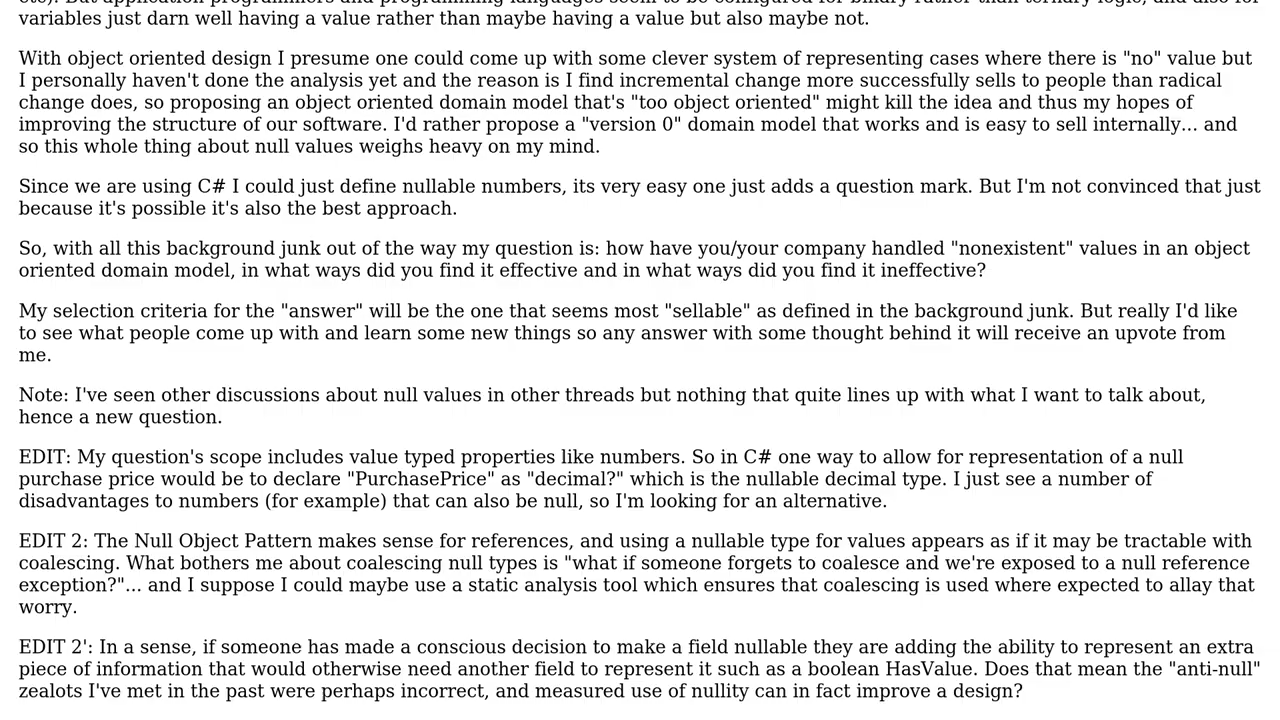 variables just darn well having a value rather than maybe having a value but also maybe not.
With object oriented design I presume one could come up with some clever system of representing cases where there is "no" value but
I personally haven't done the analysis yet and the reason is I find incremental change more successfully sells to people than radical
change does, so proposing an object oriented domain model that's "too object oriented" might kill the idea and thus my hopes of
improving the structure of our software. I'd rather propose a "version 0" domain model that works and is easy to sell internally... and
so this whole thing about null values weighs heavy on my mind.
Since we are using C# I could just define nullable numbers, its very easy one just adds a question mark. But I'm not convinced that just
because it's possible it's also the best approach.
So, with all this background junk out of the way my question is: how have you/your company handled "nonexistent" values in an object
oriented domain model, in what ways did you find it effective and in what ways did you find it ineffective?
My selection criteria for the "answer" will be the one that seems most "sellable" as defined in the background junk. But really I'd like
to see what people come up with and learn some new things so any answer with some thought behind it will receive an upvote from
me.
Note: I've seen other discussions about null values in other threads but nothing that quite lines up with what I want to talk about,
hence a new question.
EDIT: My question's scope includes value typed properties like numbers. So in C# one way to allow for representation of a null
purchase price would be to declare "PurchasePrice" as "decimal?" which is the nullable decimal type. I just see a number of
disadvantages to numbers (for example) that can also be null, so I'm looking for an alternative.
EDIT 2: The Null Object Pattern makes sense for references, and using a nullable type for values appears as if it may be tractable with
coalescing. What bothers me about coalescing null types is "what if someone forgets to coalesce and we're exposed to a null reference
exception?"... and I suppose I could maybe use a static analysis tool which ensures that coalescing is used where expected to allay that
worry.
EDIT 2': In a sense, if someone has made a conscious decision to make a field nullable they are adding the ability to represent an extra
piece of information that would otherwise need another field to represent it such as a boolean HasValue. Does that mean the "anti-null"
zealots I've met in the past were perhaps incorrect, and measured use of nullity can in fact improve a design?